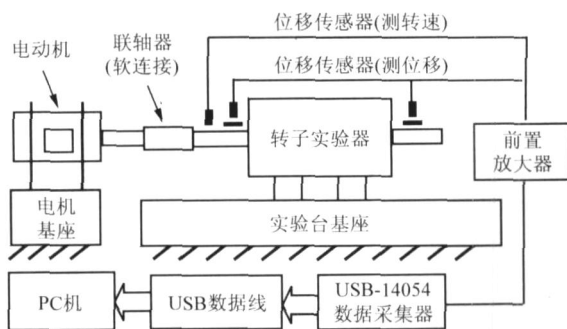 位移传感器(测转速)
联轴器
(软连接)
电动机
位移传感器(测位移)
转子实验器
前置
放大器
电机
基座
实验台基座
PC机
USB数据线
USB-14054
数据采集器